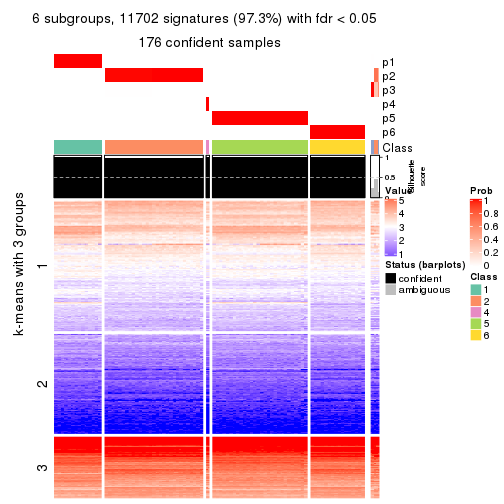 6 subgroups, 11702 signatures (97.3%) with fdr < 0.05
176 confident samples
p1
p2
p3
p4
p5
p6
Class
1
0.5
0
Silhouette
score
k-means with 3 groups
1
2
3
Value
5
4
3
2
1
Status (barplots)
confident
ambiguous
Prob
1
0.8
0.6
0.4
0.2
0
Class
1
2
4
5
6